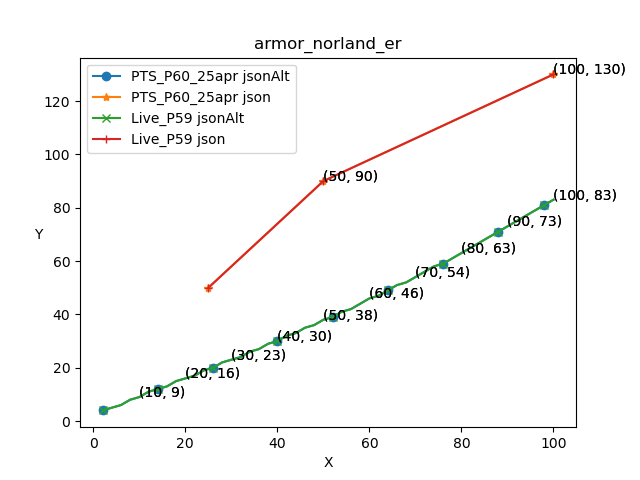 armor_norland_er
PTS_P60_25apr jsonAlt
PTS_P60_25apr json
Live_P59 jsonAlt
Live_P59 json
(100, 130)
(50, 90)
(100, 83)
(90, 73)
(80, 63)
(70, 54)
(60, 46)
(50, 38)
(40, 30)
(30, 23)
(20, 16)
(10, 9)
120
100
80
60
40
20
0
Y
0 20 40 60 80 100
X